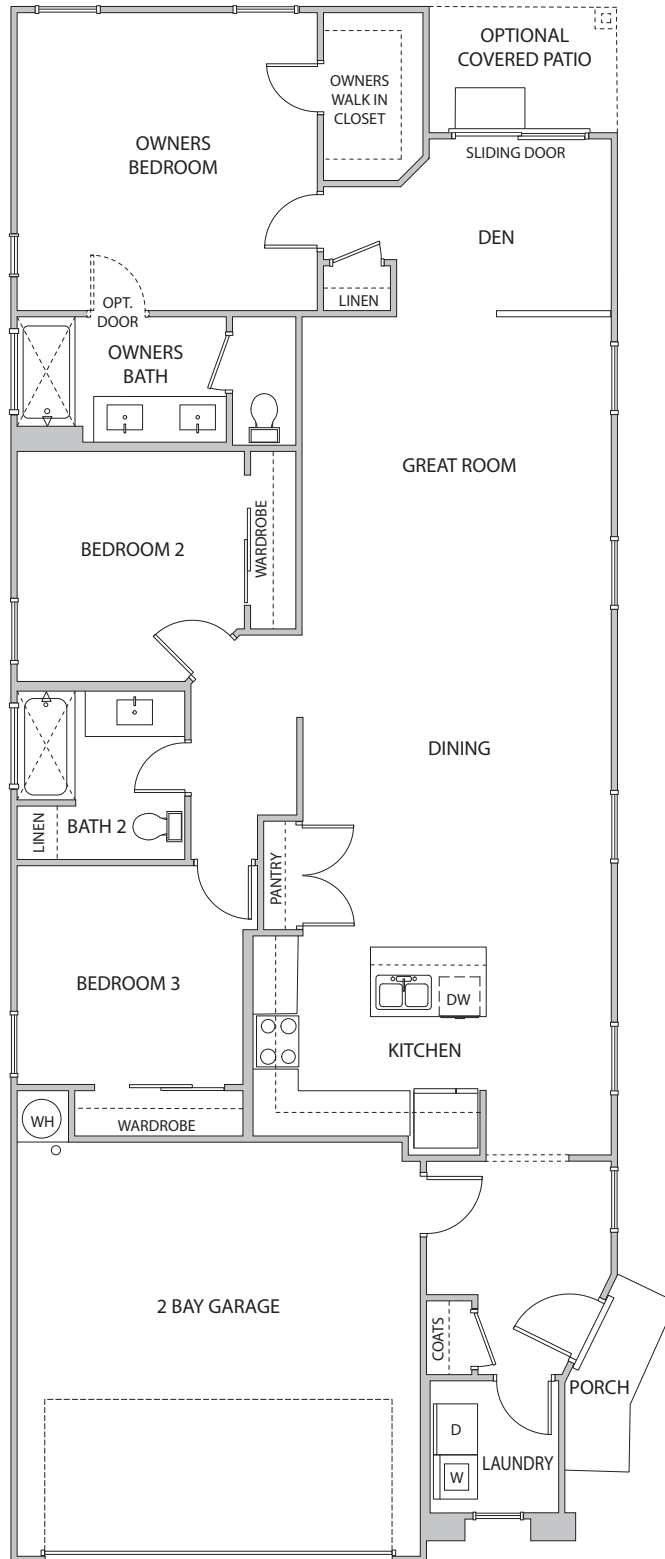 OPTIONAL
COVERED PATIO
OWNERS
WALK IN
CLOSET
OWNERS
BEDROOM
SLIDING DOOR
DEN
LINEN
OPT.
DOOR
OWNERS
BATH
GREAT ROOM
WARDROBE
BEDROOM 2
DINING
LINEN
BATH 2
PANTRY
BEDROOM 3
DW
KITCHEN
WH
WARDROBE
2 BAY GARAGE
COATS
PORCH
D
LAUNDRY
W